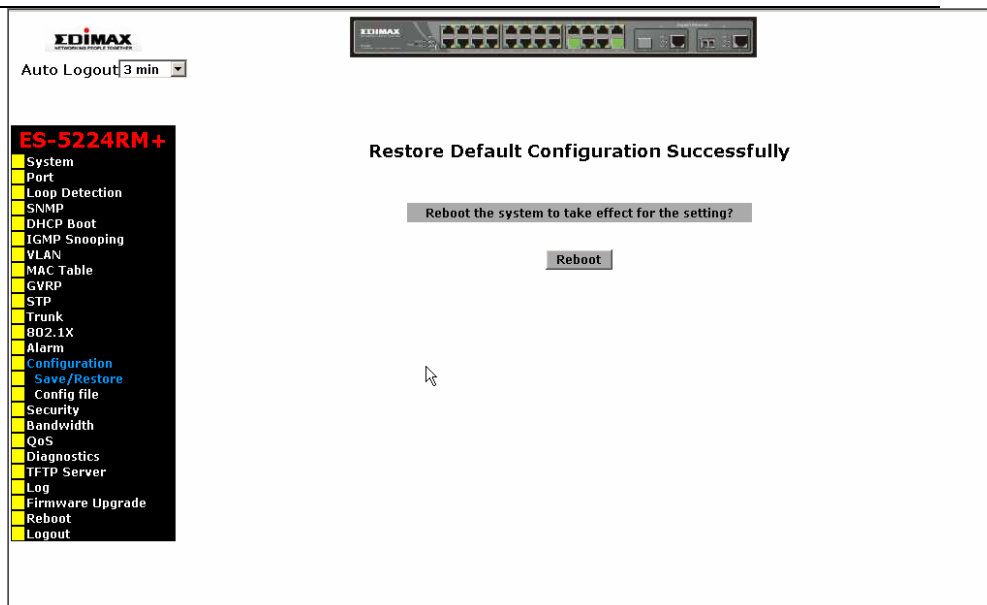 EDIMAX
NETWORKING PEOPLE TOGETHER
EDIMAX
Auto Logout 3 min
ES-5224RM+
System
Port
Loop Detection
SNMP
DHCP Boot
IGMP Snooping
VLAN
MAC Table
GVRP
STP
Trunk
802.1X
Alarm
Configuration
Save/Restore
Config file
Security
Bandwidth
QoS
Diagnostics
TFTP Server
Log
Firmware Upgrade
Reboot
Logout
Restore Default Configuration Successfully
Reboot the system to take effect for the setting?
Reboot